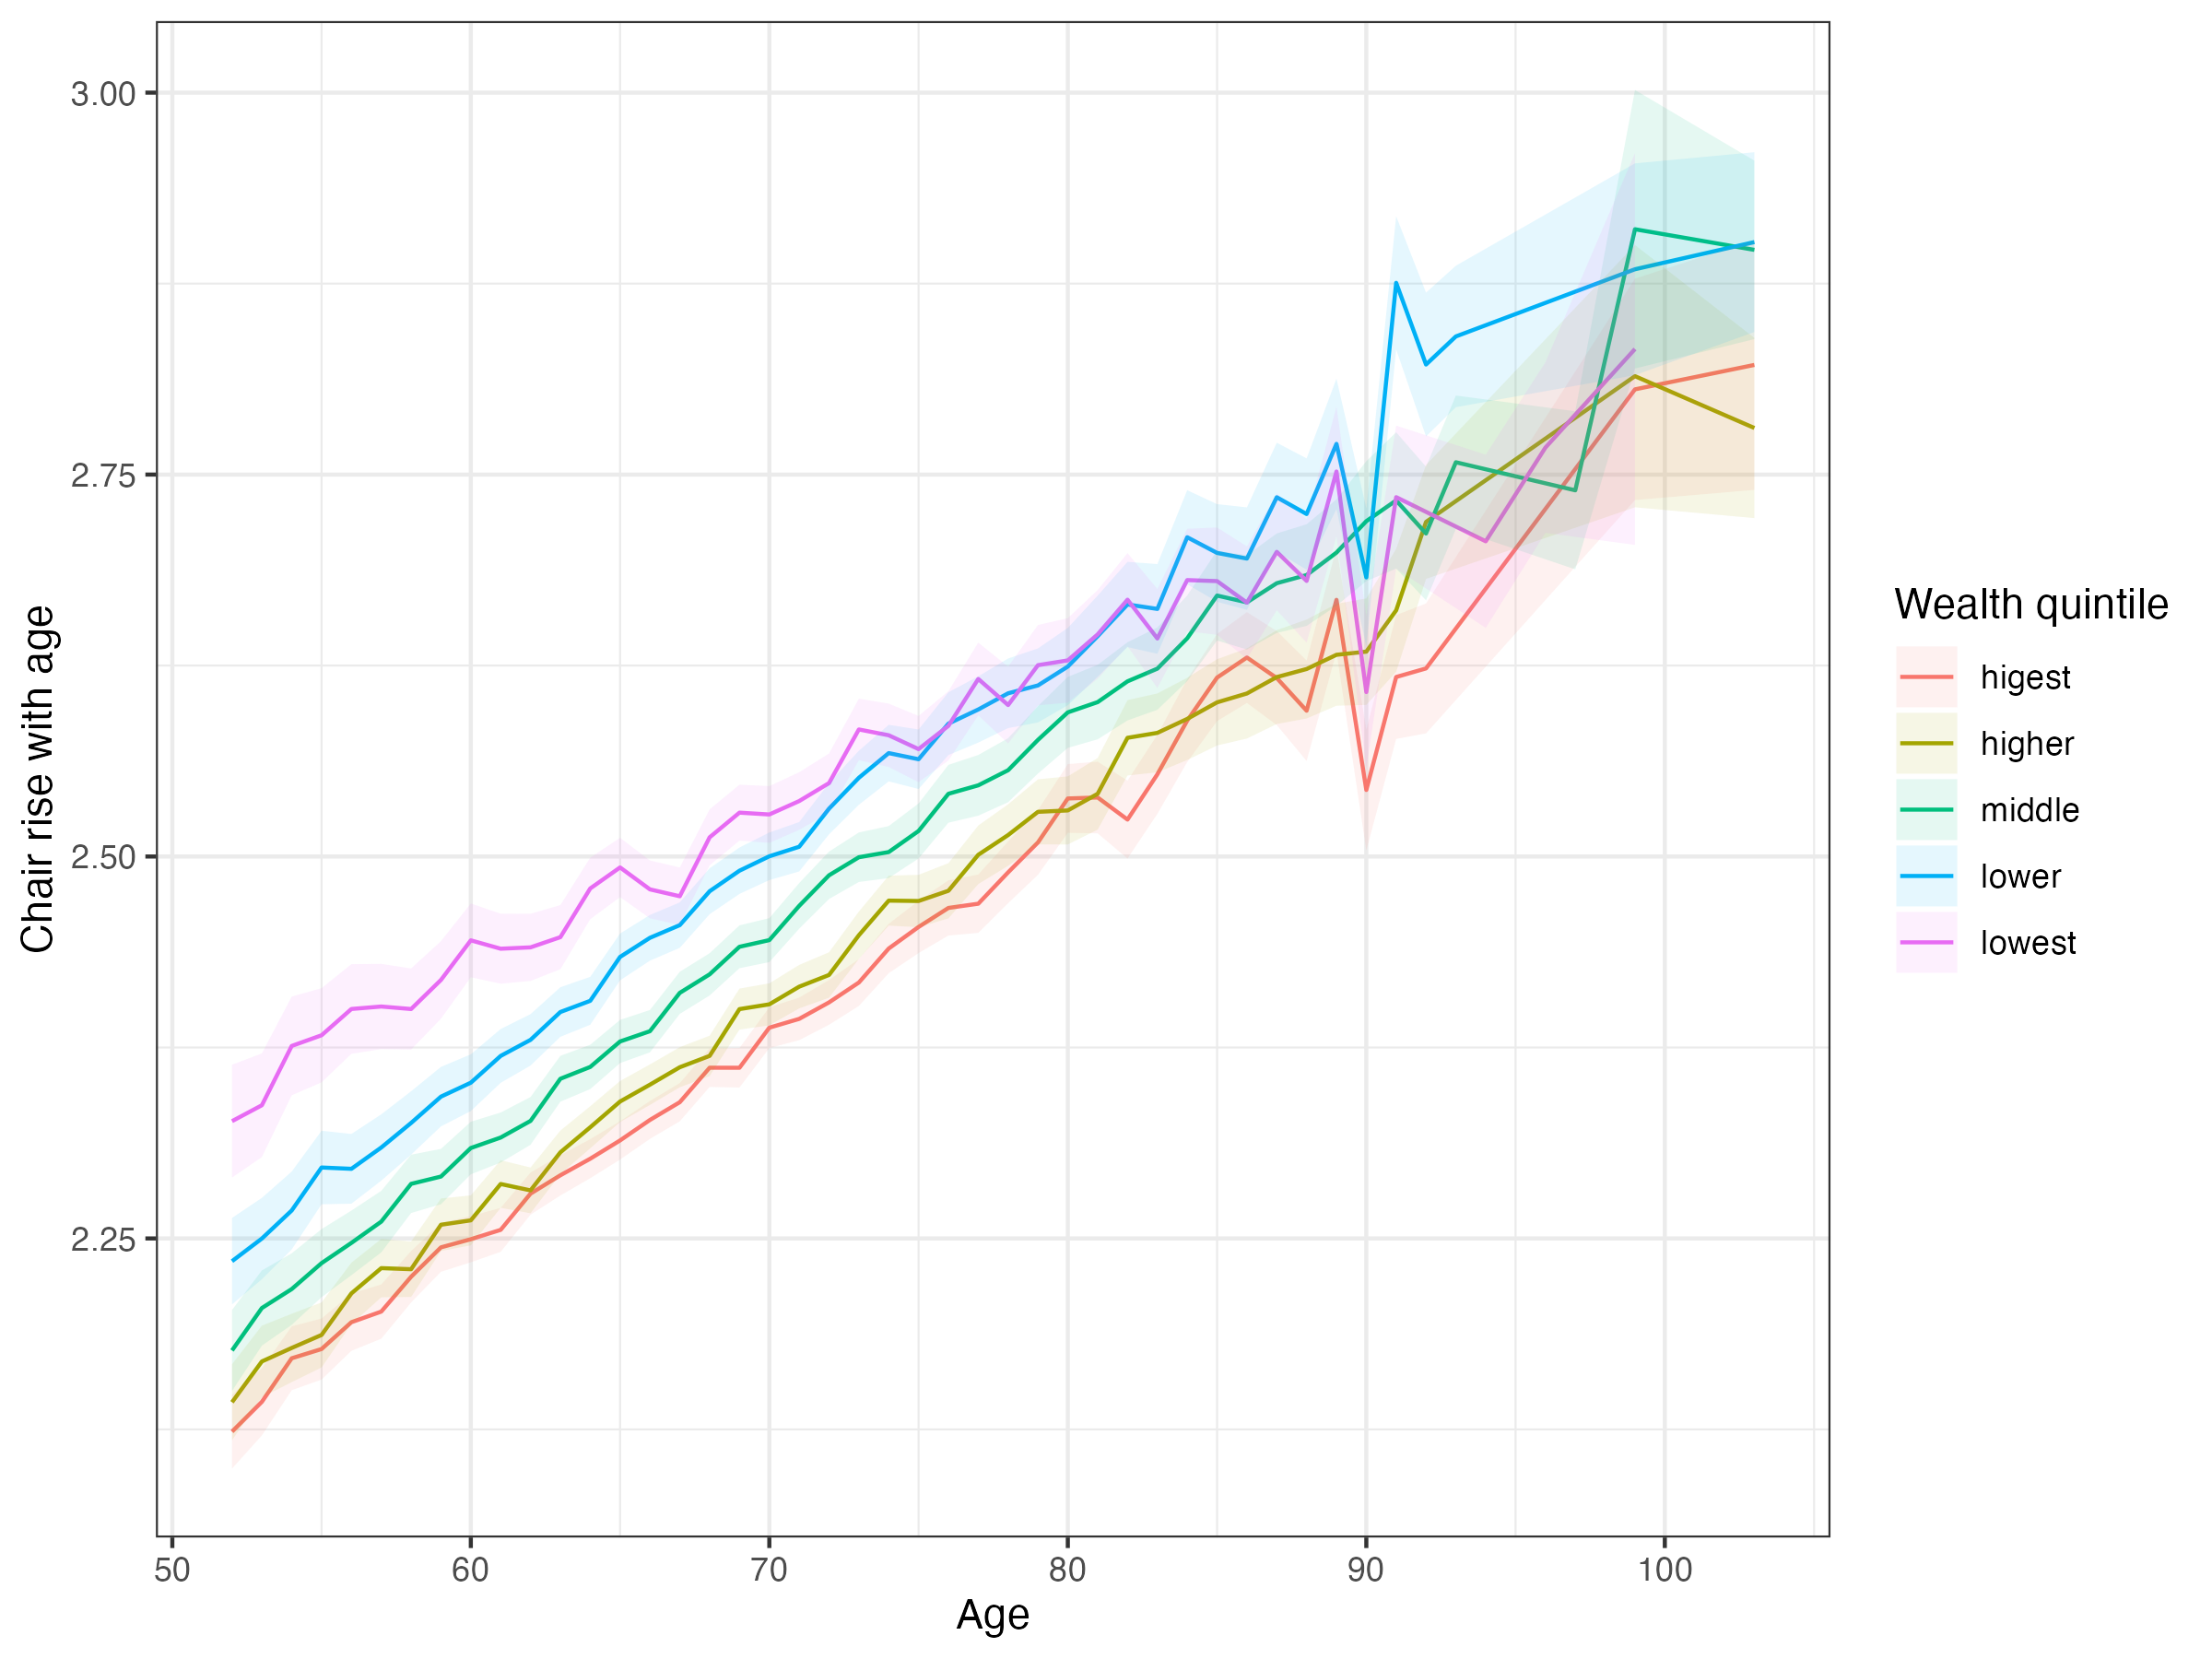 3.00
2.75
2.50
2.25
Chair rise with age
50 60 70 80 90 100
Age
Wealth quintile
higest
higher
middle
lower
lowest